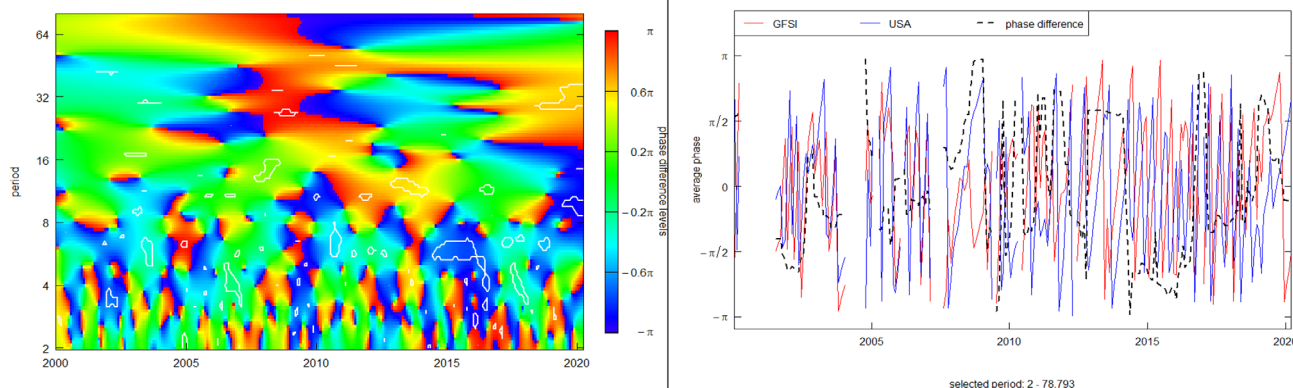 64
32
16
8
4
2
period
2000
2005
2010
2015
2020
π
0.6π
0.2π
−0.2π
−0.6π
−π
phase difference levels
GFSI
USA
phase difference
π
π/2
0
−π/2
−π
average phase
2005
2010
2015
2020
selected period: 2 - 78.793